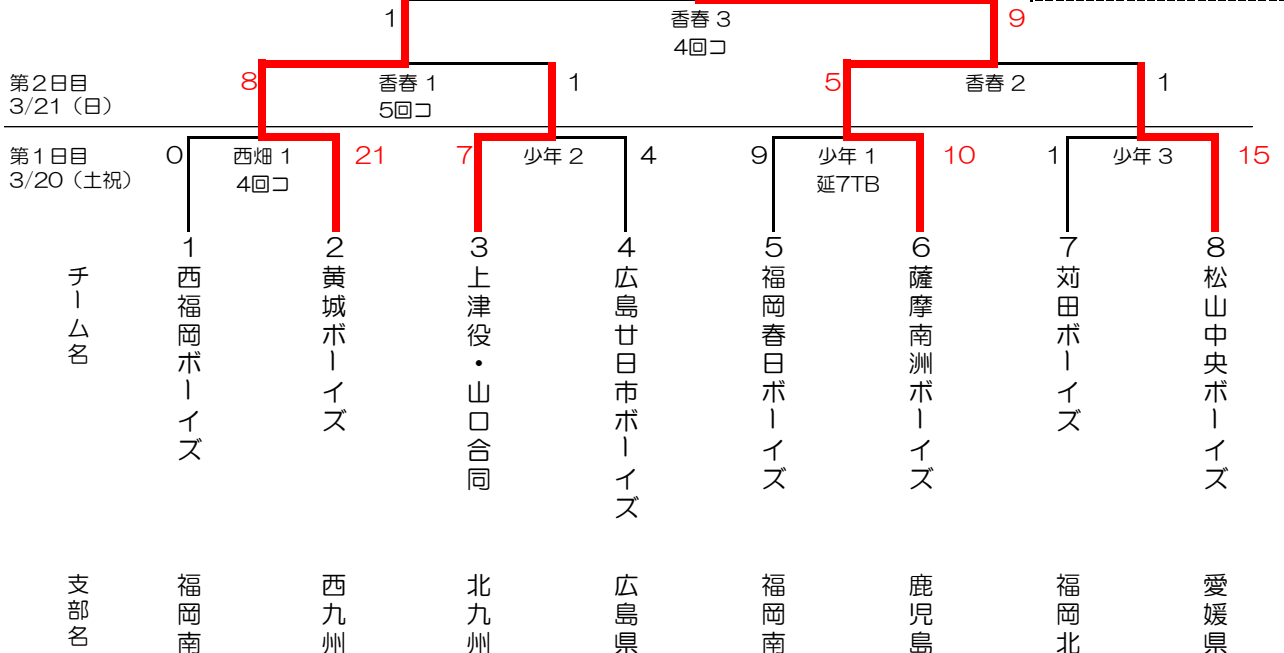 1 香春 3 9
4回コ
第2日目 8 香春 1 1 5 香春 2 1
3/21（日） 5回コ
第1日目 0 西畑 1 21 7 少年 2 4 9 少年 1 10 1 少年 3 15
3/20（土祝） 4回コ 延7TB
1 2 3 4 5 6 7 8
チーム名
西福岡ボーイズ
黄城ボーイズ
上津役・山口合同
広島廿日市ボーイズ
福岡春日ボーイズ
薩摩南洲ボーイズ
苅田ボーイズ
松山中央ボーイズ
支部名
福岡南
西九州
北九州
広島県
福岡南
鹿児島
福岡北
愛媛県